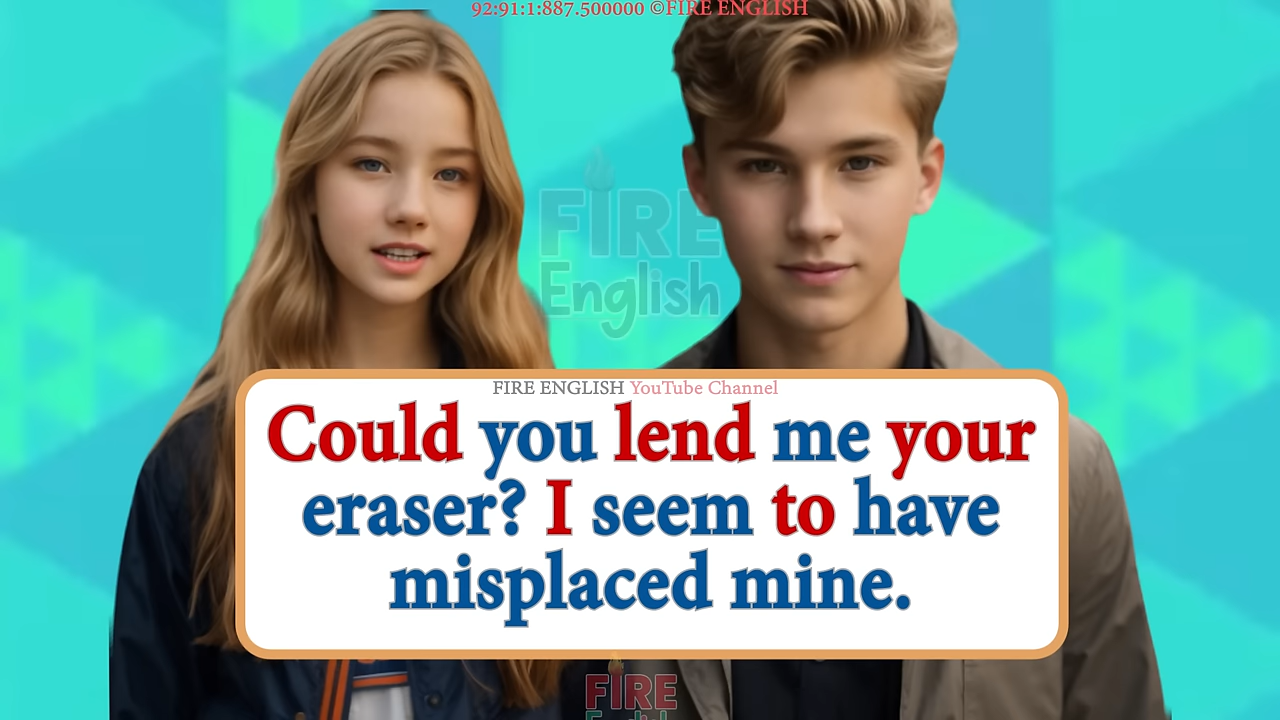 92:91:1:887.500000 ©FIRE ENGLISH
FIRE
English
FIRE ENGLISH YouTube Channel
Could you lend me your
eraser? I seem to have
misplaced mine.
FIRE
English